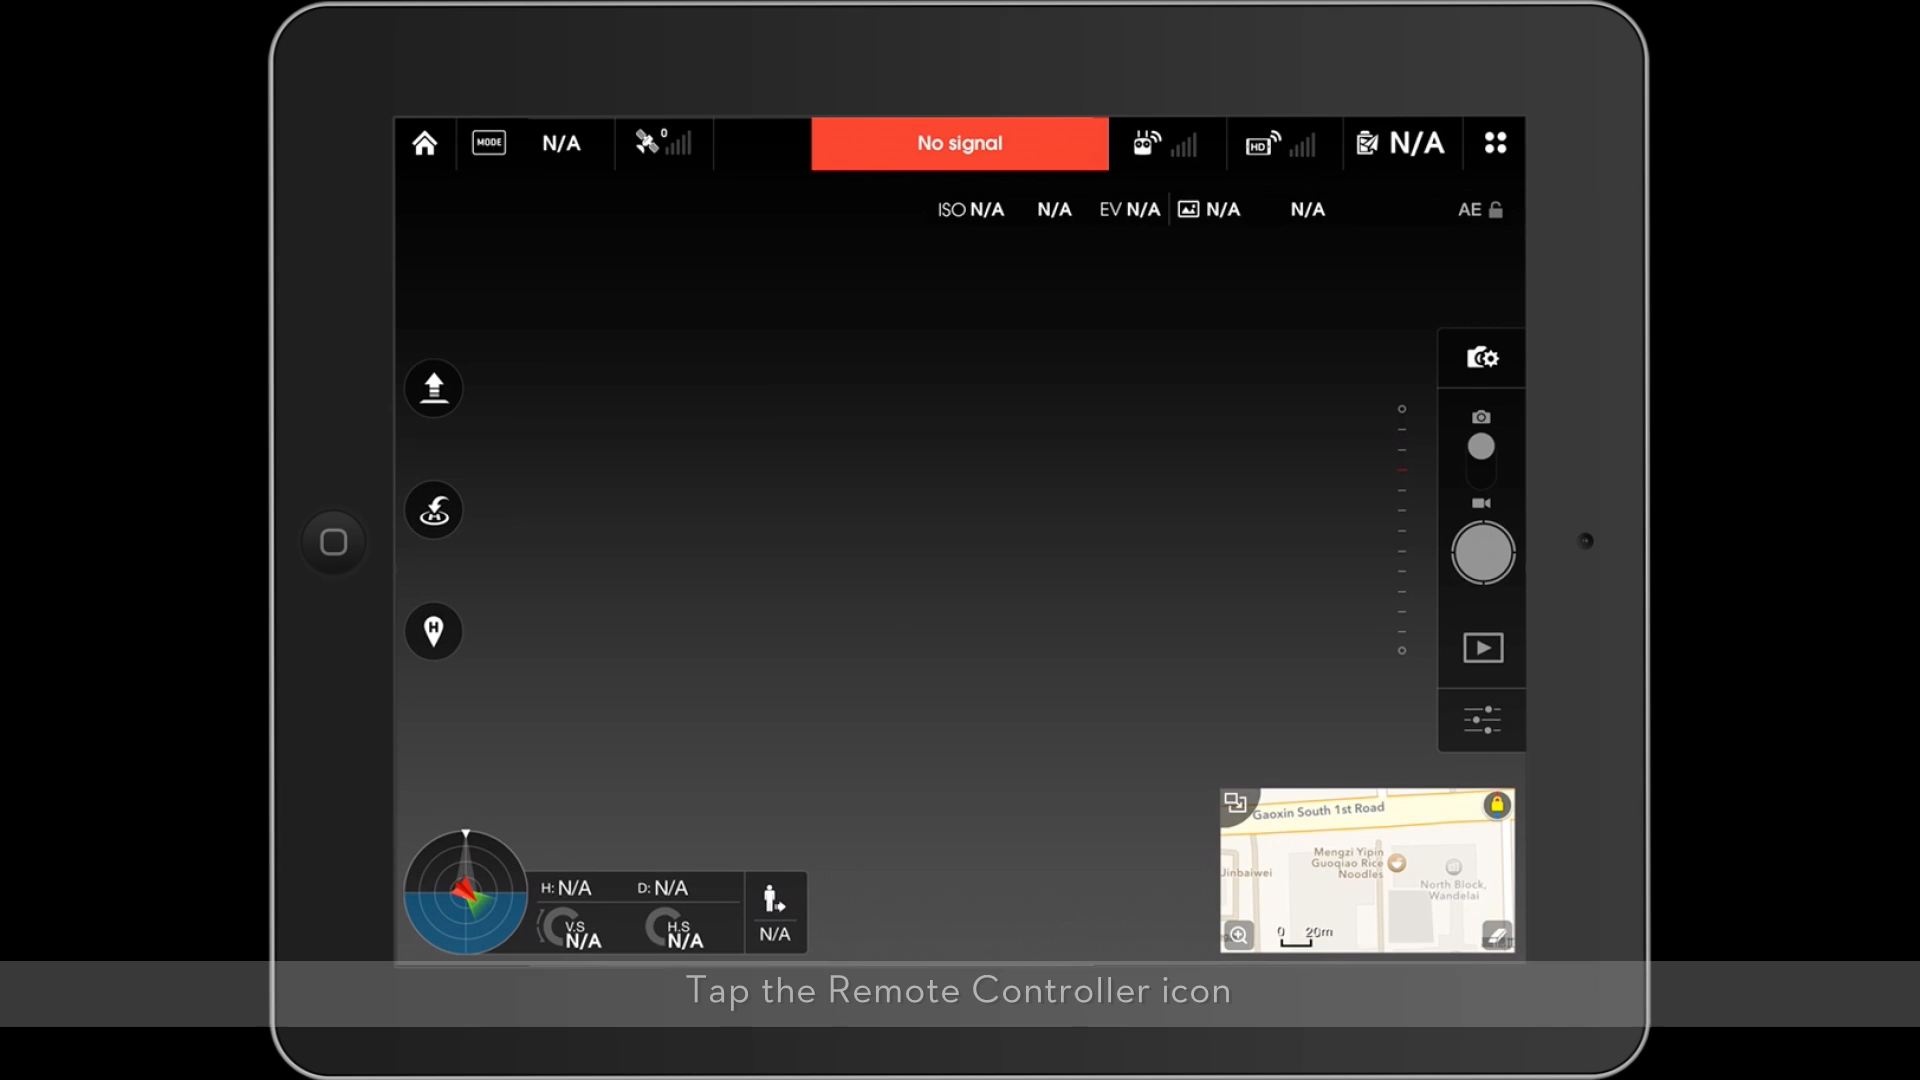 MODE N/A 0 No signal HD N/A
ISO N/A N/A EV N/A N/A N/A AE
H
H
Gaoxin South 1st Road
Mengzi Yipin
Guoqiao Rice
Noodles
Jinbaiwei
North Block,
Wandelai
0 20m
H: N/A D: N/A
V.S
N/A
H.S
N/A
N/A
Tap the Remote Controller icon